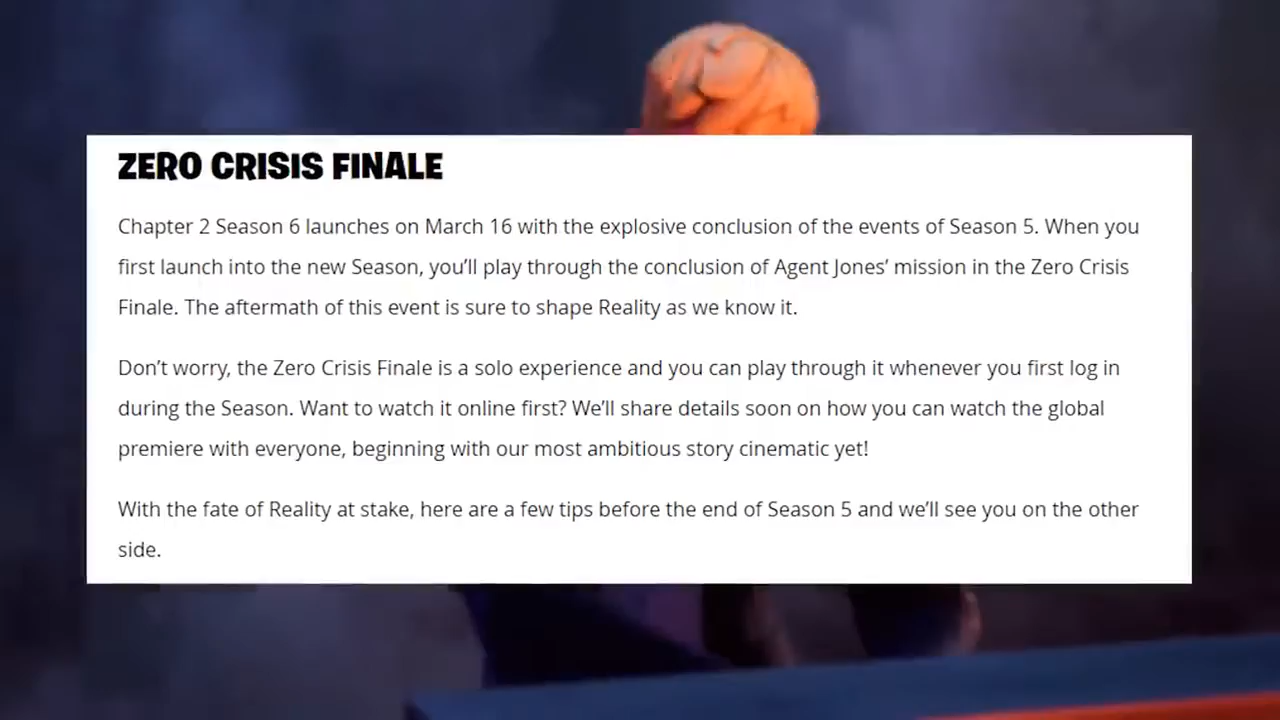 ZERO CRISIS FINALE
Chapter 2 Season 6 launches on March 16 with the explosive conclusion of the events of Season 5. When you
first launch into the new Season, you’ll play through the conclusion of Agent Jones’ mission in the Zero Crisis
Finale. The aftermath of this event is sure to shape Reality as we know it.
Don’t worry, the Zero Crisis Finale is a solo experience and you can play through it whenever you first log in
during the Season. Want to watch it online first? We’ll share details soon on how you can watch the global
premiere with everyone, beginning with our most ambitious story cinematic yet!
With the fate of Reality at stake, here are a few tips before the end of Season 5 and we’ll see you on the other
side.